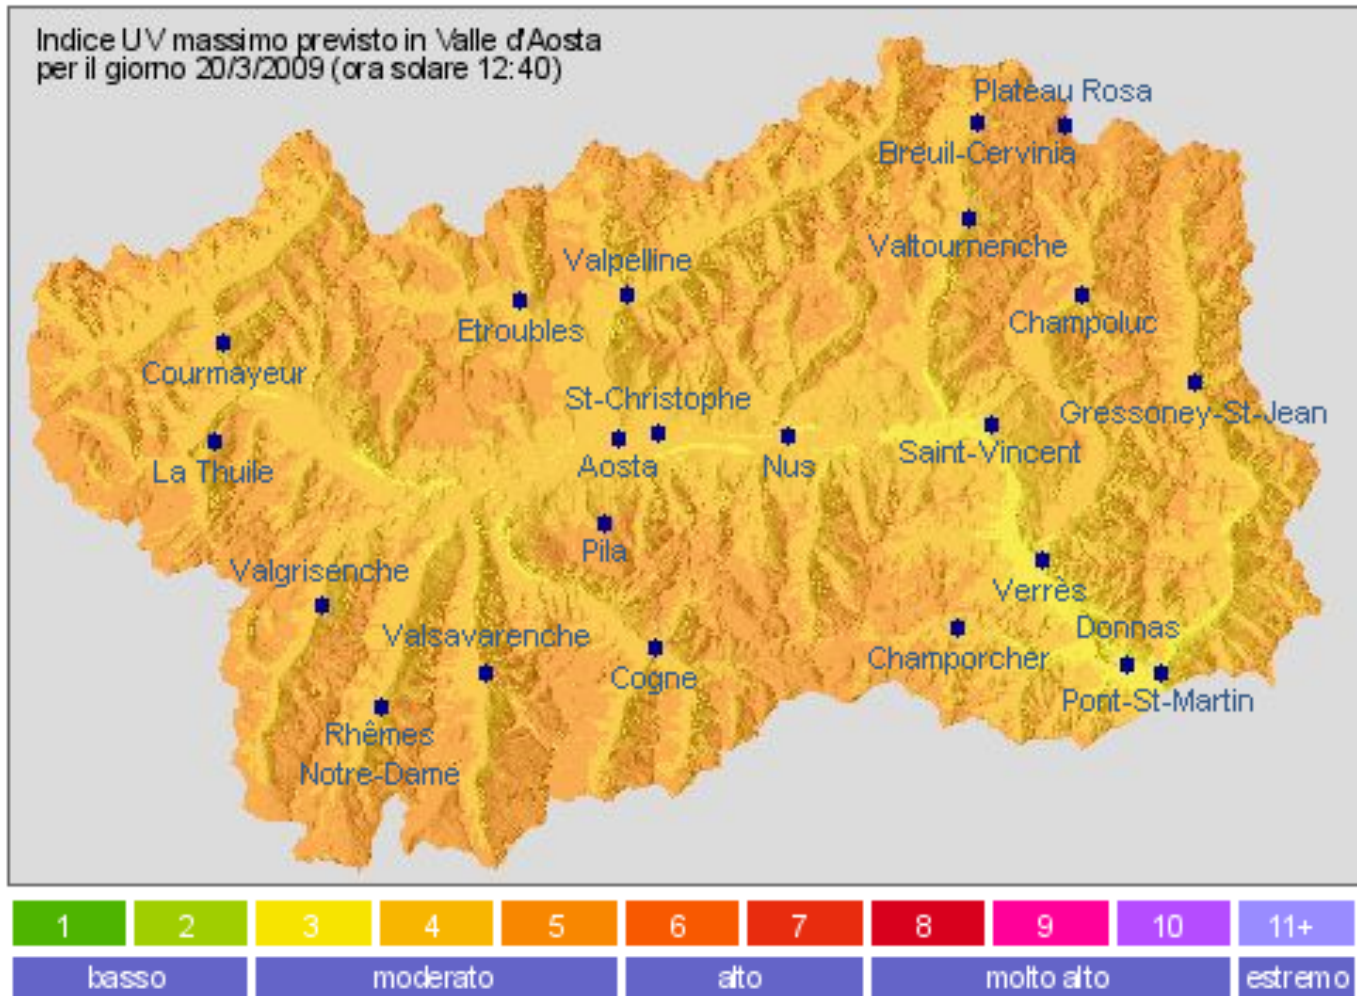 Indice UV massimo previsto in Valle d'Aosta
per il giorno 20/3/2009 (ora solare 12:40)
Plateau Rosa
Breuil-Cervinia
Valtournenche
Valpelline
Champoluc
Etroubles
Courmayeur
St-Christophe
Gressoney-St-Jean
Saint-Vincent
La Thuile
Aosta
Nus
Pila
Valgrisenche
Verrès
Donnas
Valsavarenche
Champorcher
Cogne
Pont-St-Martin
Rhêmes
Notre-Dame
1 2 3 4 5 6 7 8 9 10 11+
basso moderato alto molto alto estremo